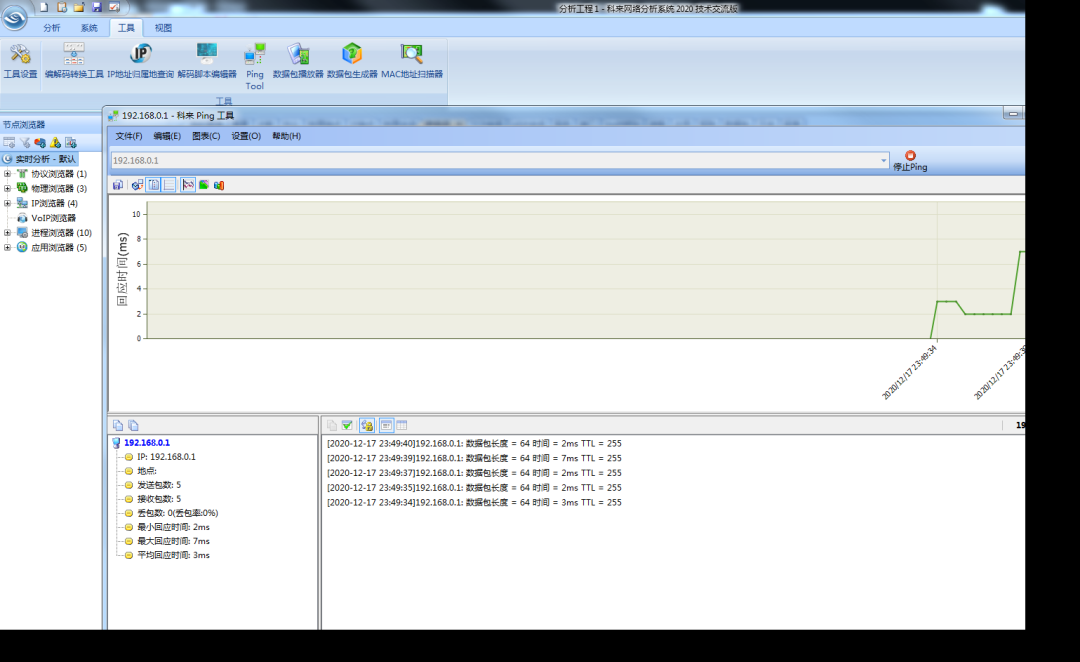 分析工程 1 - 科来网络分析系统 2020 技术交流版
分析 系统 工具 视图
工具设置 编解码转换工具 IP地址归属地查询 解码脚本编辑器 Ping Tool 数据包播放器 数据包生成器 MAC地址扫描器
工具
节点浏览器
实时分析 - 默认
协议浏览器 (1)
物理浏览器 (3)
IP浏览器 (4)
VoIP浏览器
进程浏览器 (10)
应用浏览器 (5)
192.168.0.1 - 科来 Ping 工具
文件(F) 编辑(E) 图表(C) 设置(O) 帮助(H)
192.168.0.1
停止Ping
回应时间(ms)
10
8
6
4
2
0
2020/12/17 23:49:34
2020/12/17 23:49:39
192.168.0.1
IP: 192.168.0.1
地点:
发送包数: 5
接收包数: 5
丢包数: 0(丢包率:0%)
最小回应时间: 2ms
最大回应时间: 7ms
平均回应时间: 3ms
19
[2020-12-17 23:49:40]192.168.0.1: 数据包长度 = 64 时间 = 2ms TTL = 255
[2020-12-17 23:49:39]192.168.0.1: 数据包长度 = 64 时间 = 7ms TTL = 255
[2020-12-17 23:49:37]192.168.0.1: 数据包长度 = 64 时间 = 2ms TTL = 255
[2020-12-17 23:49:35]192.168.0.1: 数据包长度 = 64 时间 = 2ms TTL = 255
[2020-12-17 23:49:34]192.168.0.1: 数据包长度 = 64 时间 = 3ms TTL = 255